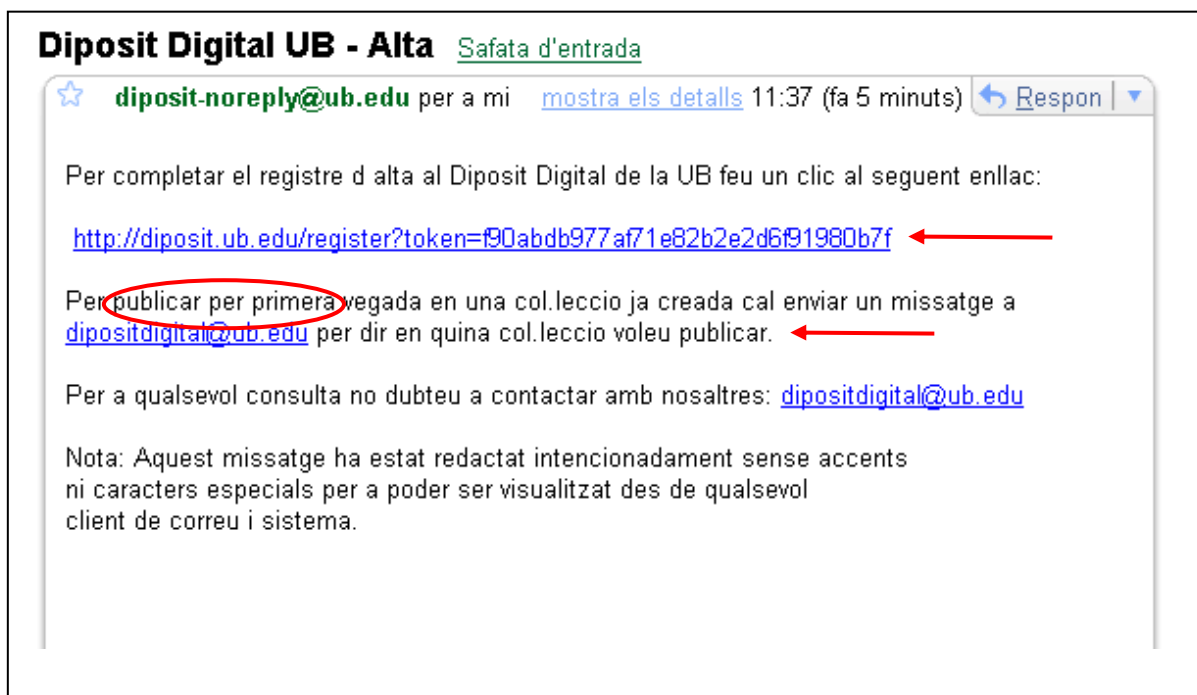 Diposit Digital UB - Alta Safata d'entrada
diposit-noreply@ub.edu per a mi mostra els detalls 11:37 (fa 5 minuts) Respon
Per completar el registre d alta al Diposit Digital de la UB feu un clic al seguent enllac:
http://diposit.ub.edu/register?token=f90abdb977af71e82b2e2d6f91980b7f
Per publicar per primera vegada en una col.leccio ja creada cal enviar un missatge a
dipositdigital@ub.edu per dir en quina col.leccio voleu publicar.
Per a qualsevol consulta no dubteu a contactar amb nosaltres: dipositdigital@ub.edu
Nota: Aquest missatge ha estat redactat intencionadament sense accents
ni caracters especials per a poder ser visualitzat des de qualsevol
client de correu i sistema.